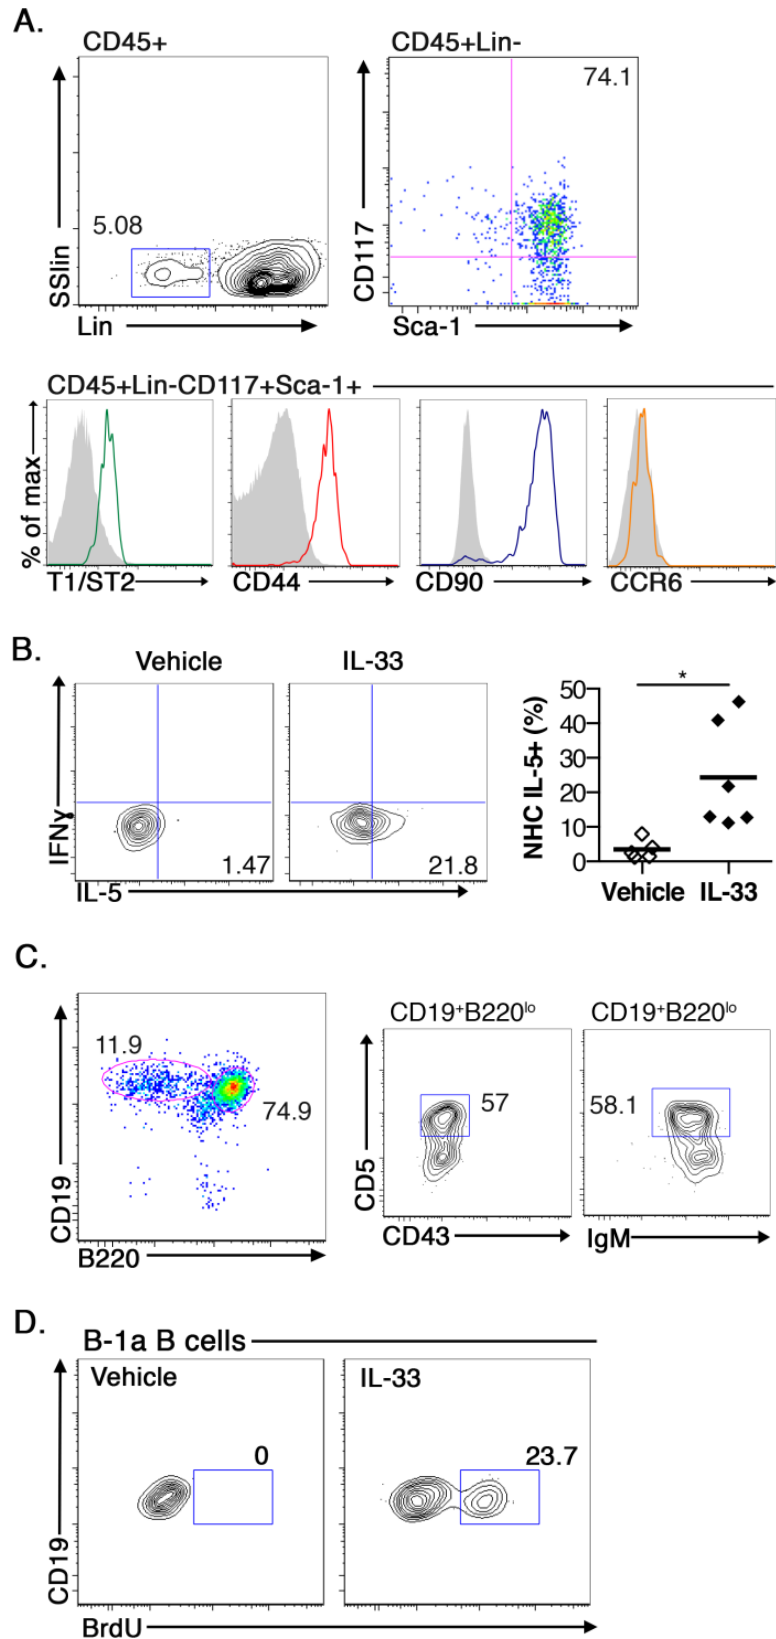 A.
CD45+
CD45+Lin-
5.08
74.1
SSlin
Lin
CD117
Sca-1
CD45+Lin-CD117+Sca-1+
% of max
T1/ST2
CD44
CD90
CCR6
B.
Vehicle
IL-33
IFNγ
1.47
21.8
IL-5
NHC IL-5+ (%)
50
40
30
20
10
0
*
Vehicle
IL-33
C.
11.9
74.9
CD19
B220
CD19+B220lo
57
CD5
CD43
CD19+B220lo
58.1
IgM
D.
B-1a B cells
Vehicle
IL-33
0
23.7
CD19
BrdU